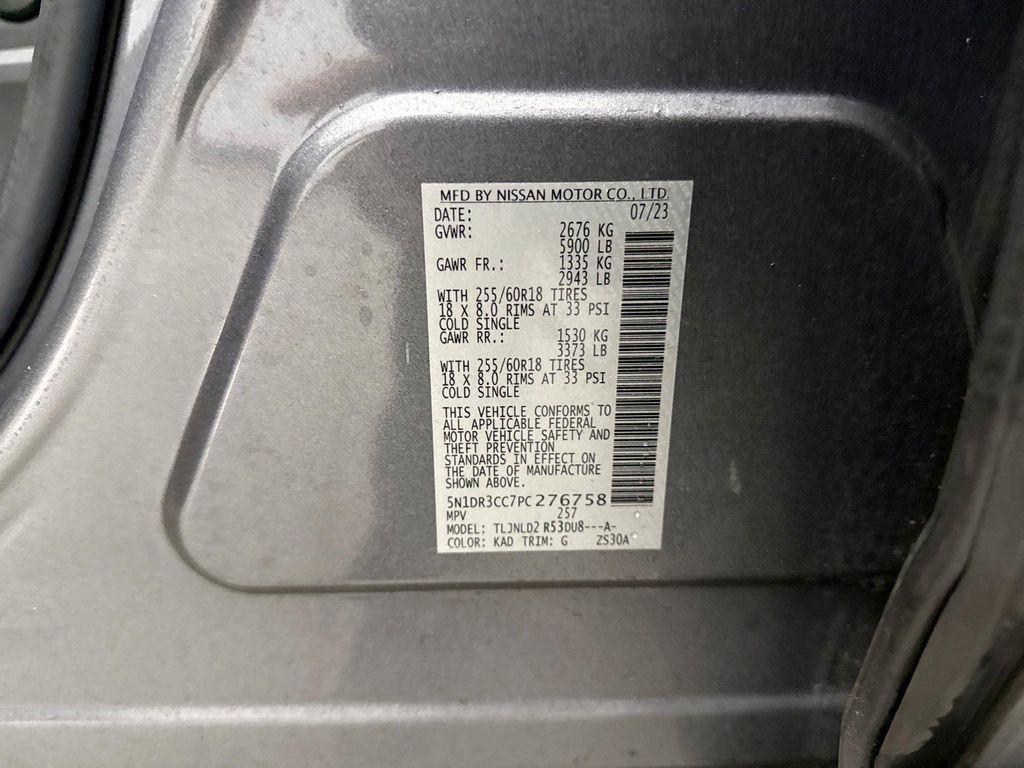 MFD BY NISSAN MOTOR CO., LTD.
DATE: 07/23
GVWR: 2676 KG
5900 LB
GAWR FR.: 1335 KG
2943 LB
WITH 255/60R18 TIRES
18 X 8.0 RIMS AT 33 PSI
COLD SINGLE
GAWR RR.: 1530 KG
3373 LB
WITH 255/60R18 TIRES
18 X 8.0 RIMS AT 33 PSI
COLD SINGLE
THIS VEHICLE CONFORMS TO
ALL APPLICABLE FEDERAL
MOTOR VEHICLE SAFETY AND
THEFT PREVENTION
STANDARDS IN EFFECT ON
THE DATE OF MANUFACTURE
SHOWN ABOVE.
5N1DR3CC7PC276758
MPV 257
MODEL: TLJNLD2 R53DU8---A-
COLOR: KAD TRIM: G ZS30A